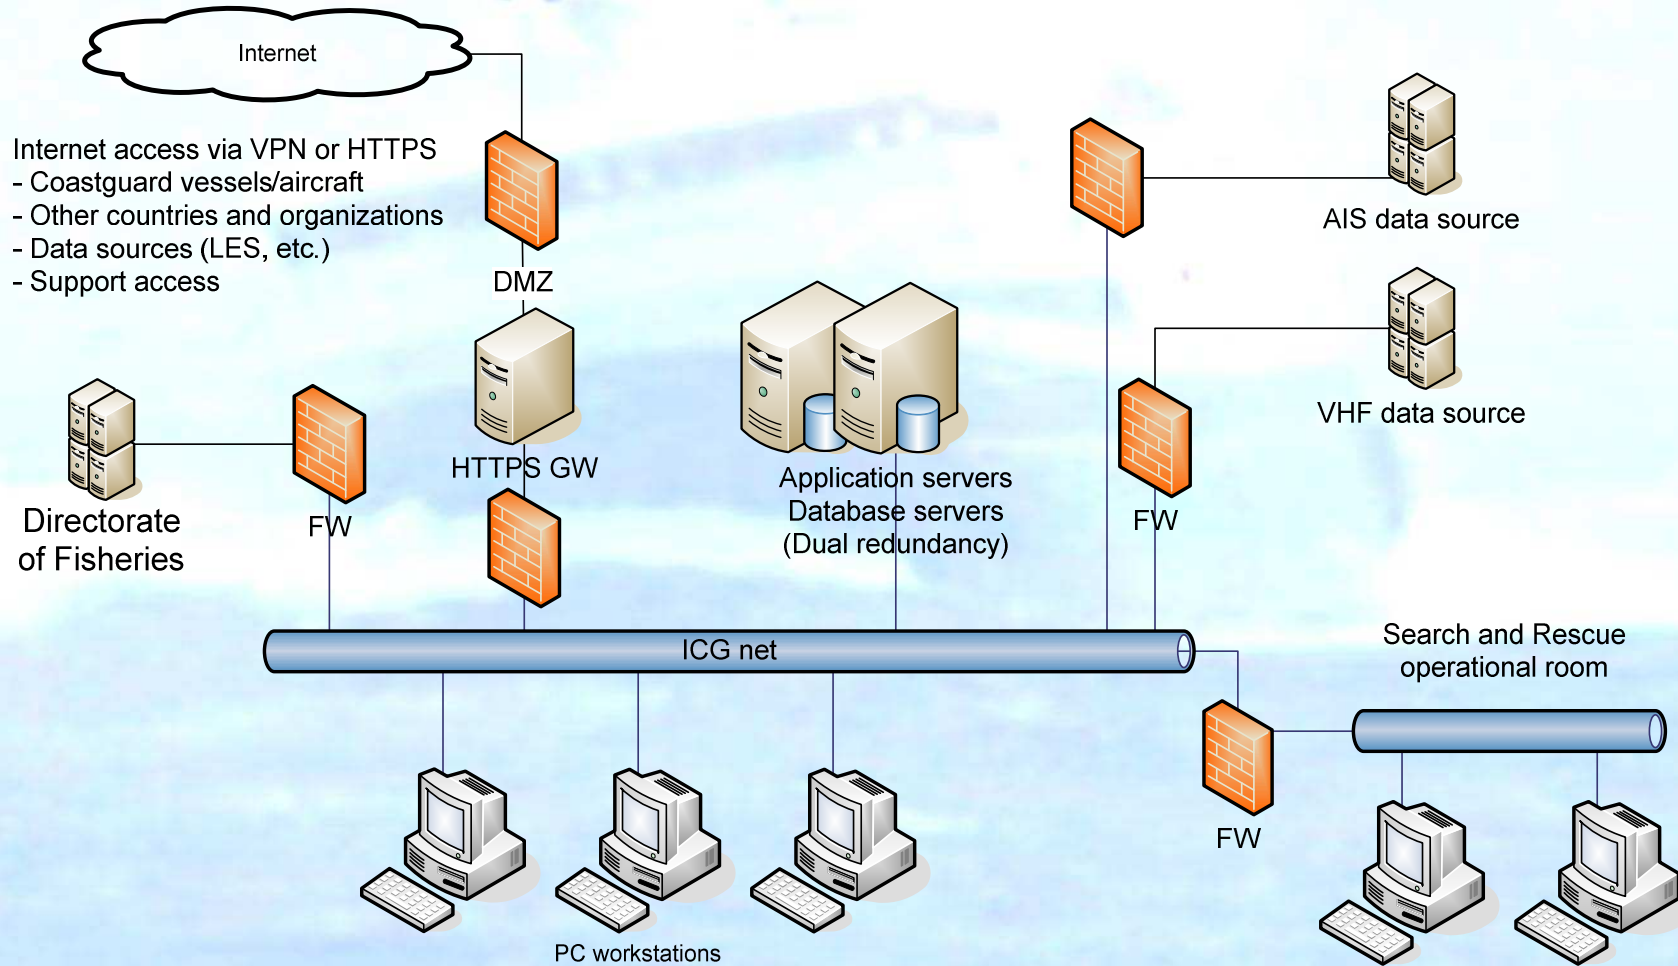 Internet
Internet access via VPN or HTTPS
- Coastguard vessels/aircraft
- Other countries and organizations
- Data sources (LES, etc.)
- Support access
DMZ
AIS data source
VHF data source
HTTPS GW
Application servers
Database servers
(Dual redundancy)
Directorate
of Fisheries
FW
FW
ICG net
Search and Rescue
operational room
FW
PC workstations